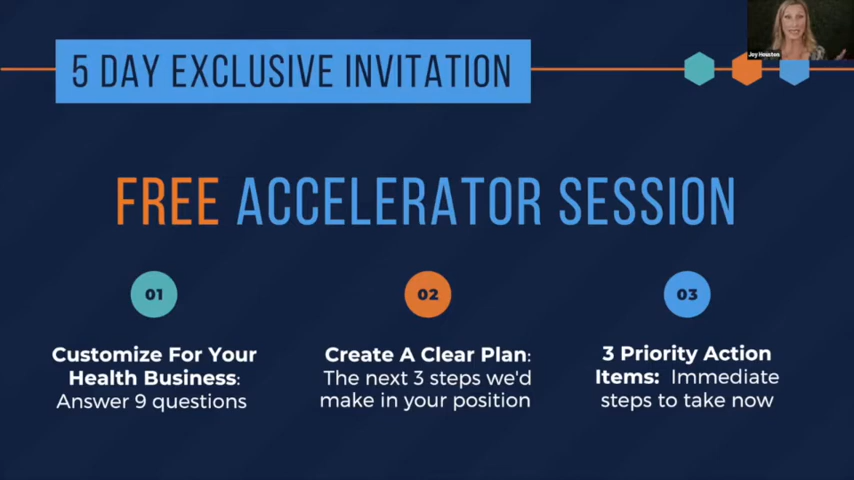 5 DAY EXCLUSIVE INVITATION
Joy Houston
FREE ACCELERATOR SESSION
01
02
03
Customize For Your
Health Business:
Answer 9 questions
Create A Clear Plan:
The next 3 steps we'd
make in your position
3 Priority Action
Items: Immediate
steps to take now